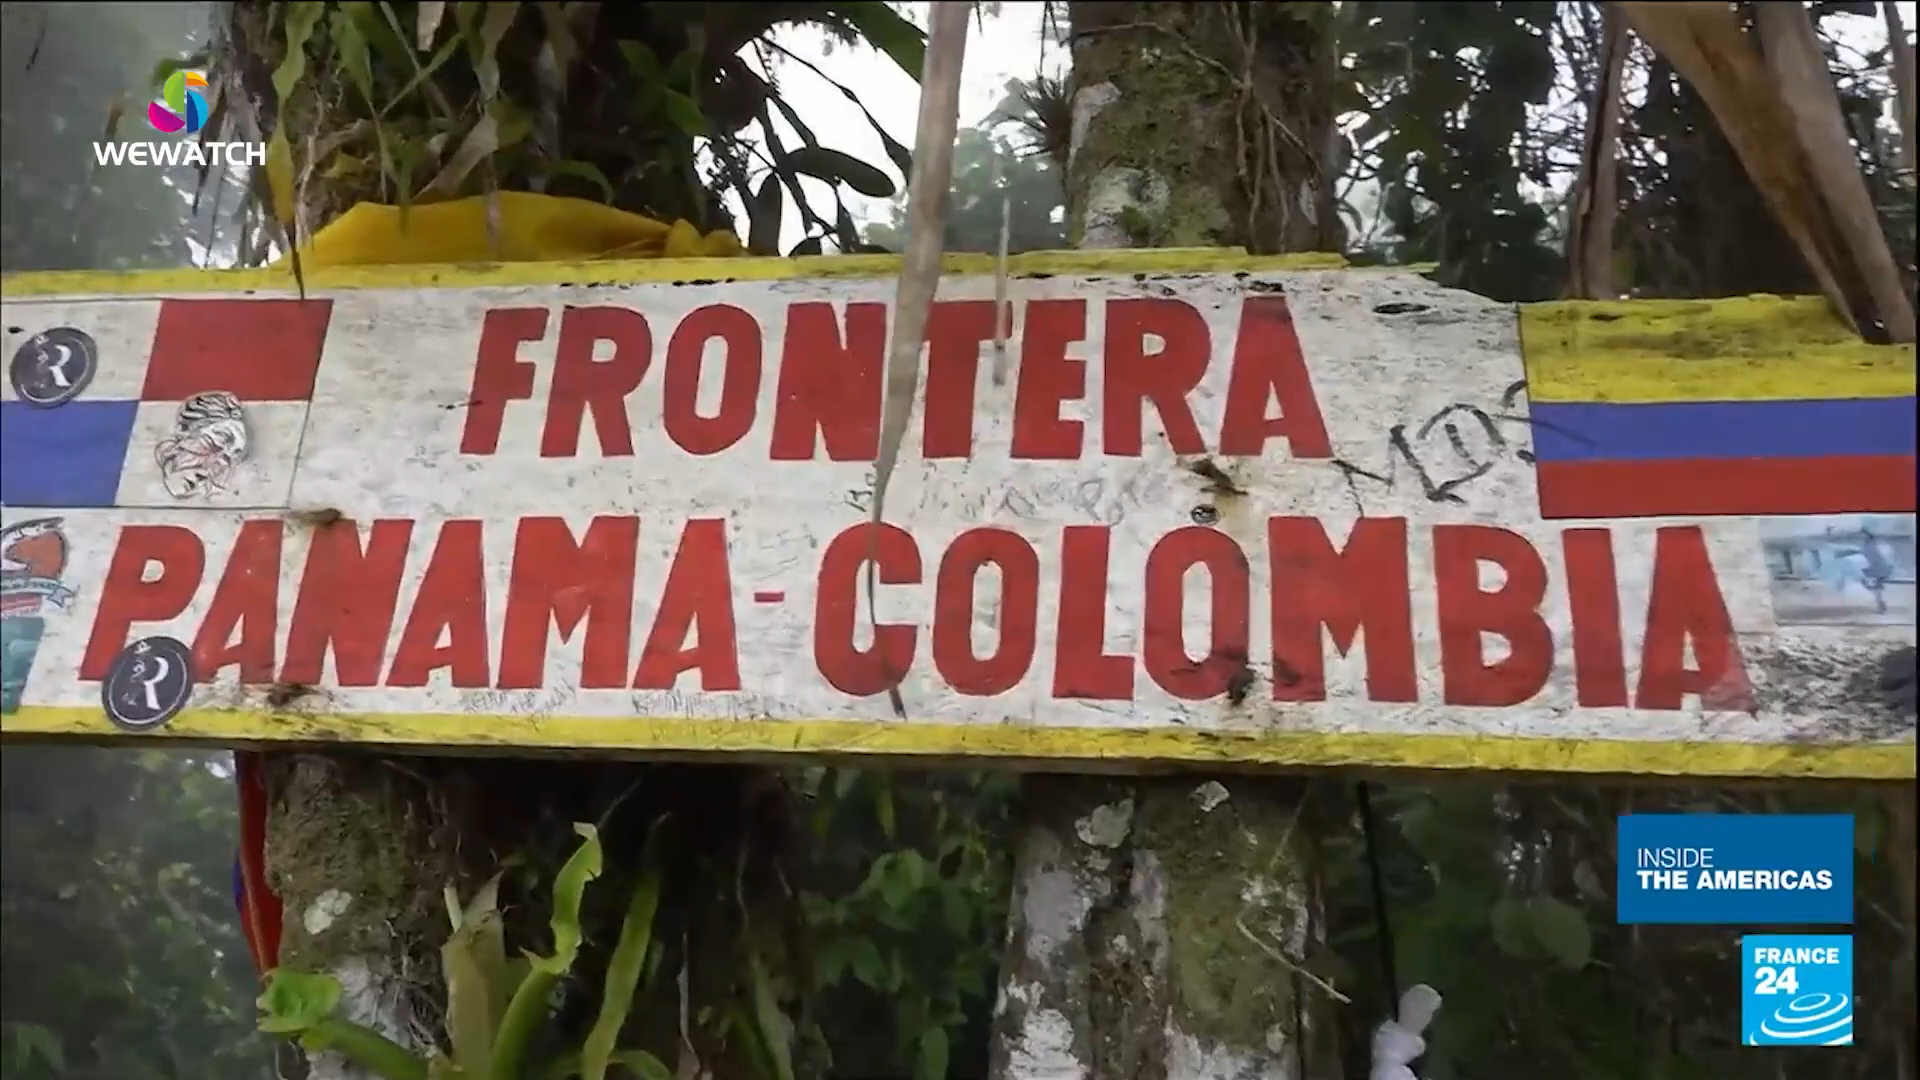 WEWATCH
FRONTERA
PANAMA-COLOMBIA
R
R
INSIDE
THE AMERICAS
FRANCE
24